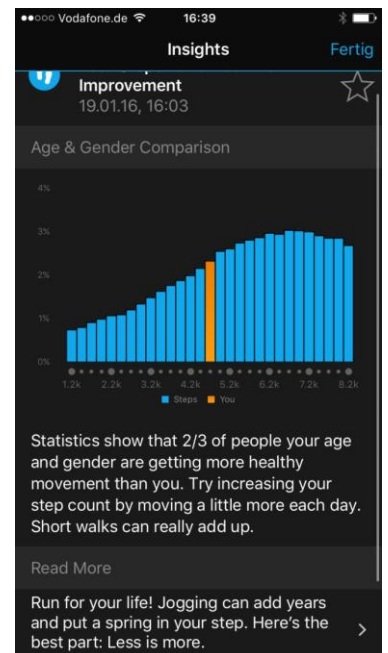 Vodafone.de 16:39
Insights Fertig
Improvement
19.01.16, 16:03
Age & Gender Comparison
4%
3%
2%
1%
0%
1.2k 2.2k 3.2k 4.2k 5.2k 6.2k 7.2k 8.2k
Steps You
Statistics show that 2/3 of people your age
and gender are getting more healthy
movement than you. Try increasing your
step count by moving a little more each day.
Short walks can really add up.
Read More
Run for your life! Jogging can add years
and put a spring in your step. Here's the
best part: Less is more.